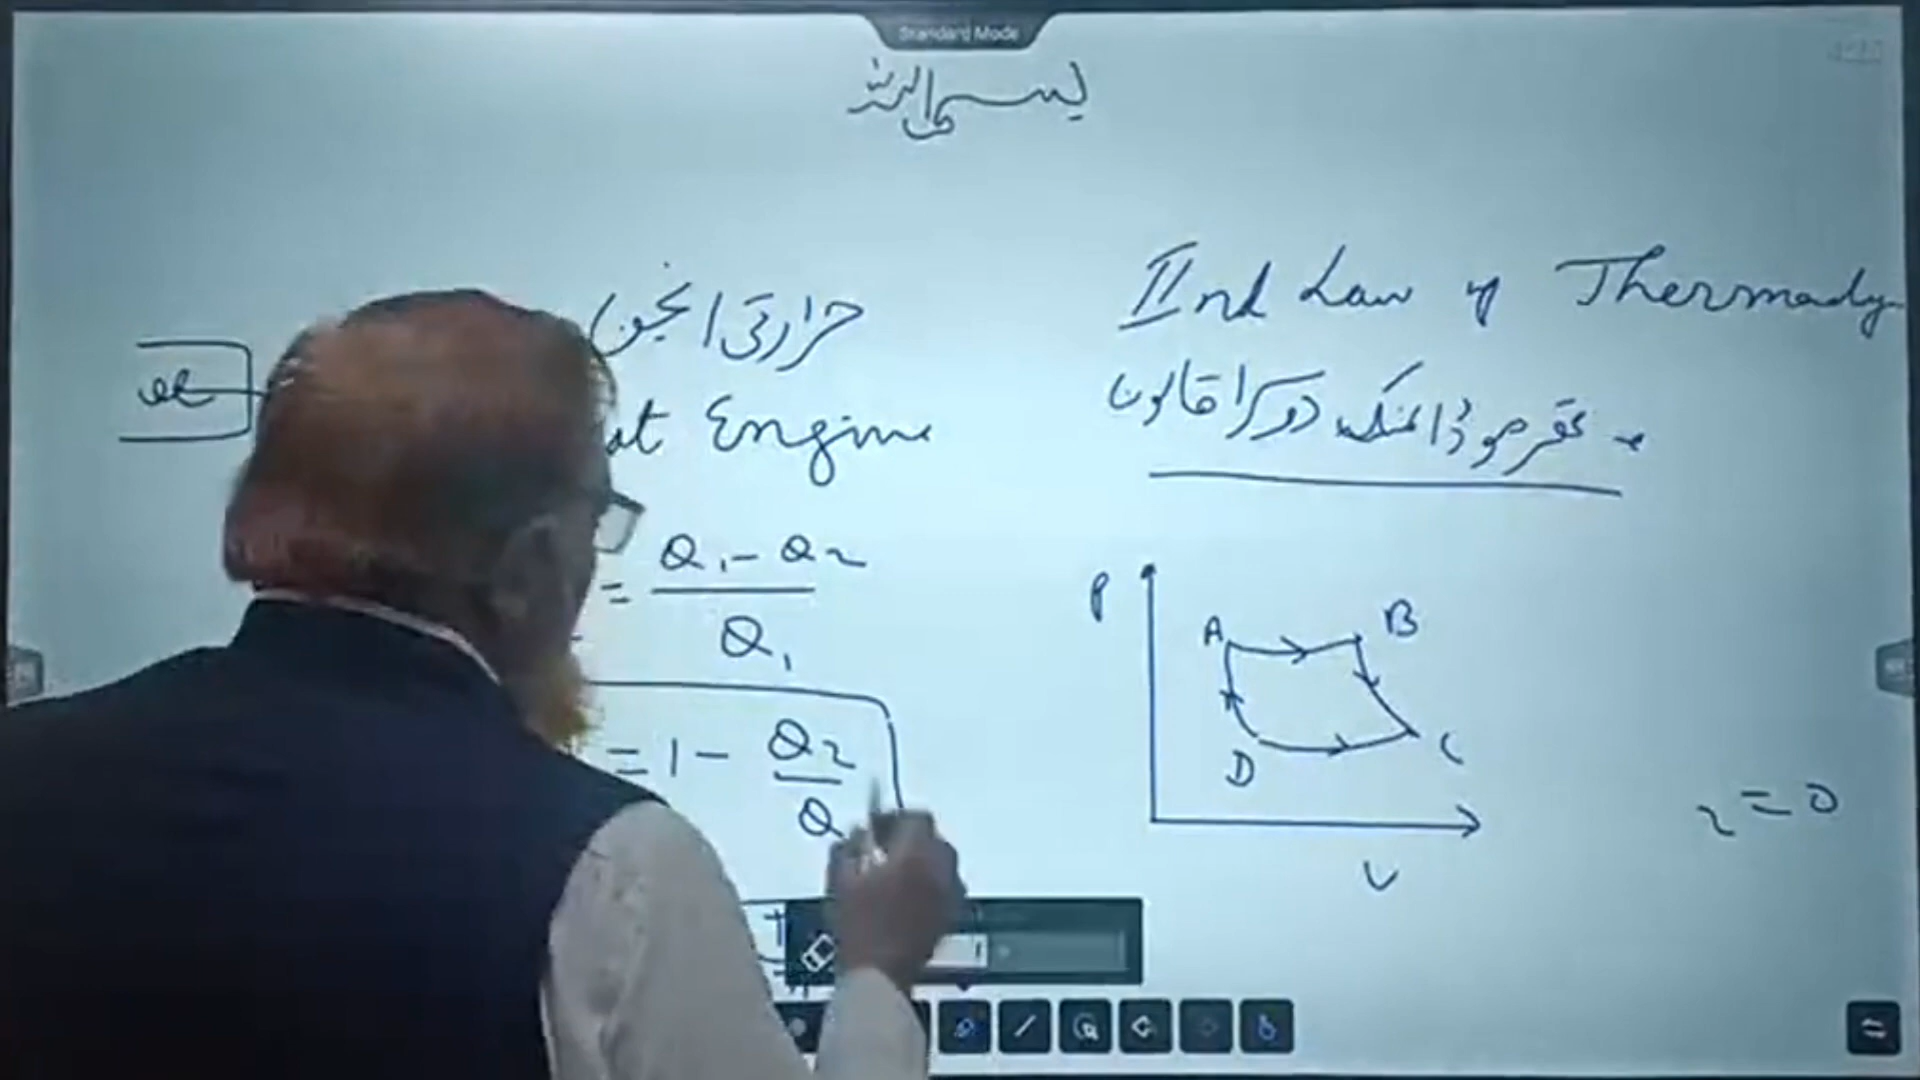 Standard Mode
بسم اللہ
IInd Law of Thermody
تھرموڈائنمک دوسرا قانون
حرارتی انجن
at Engine
= Q1 - Q2
Q1
= 1 - Q2
Q
P
A
B
C
D
V
η = 0